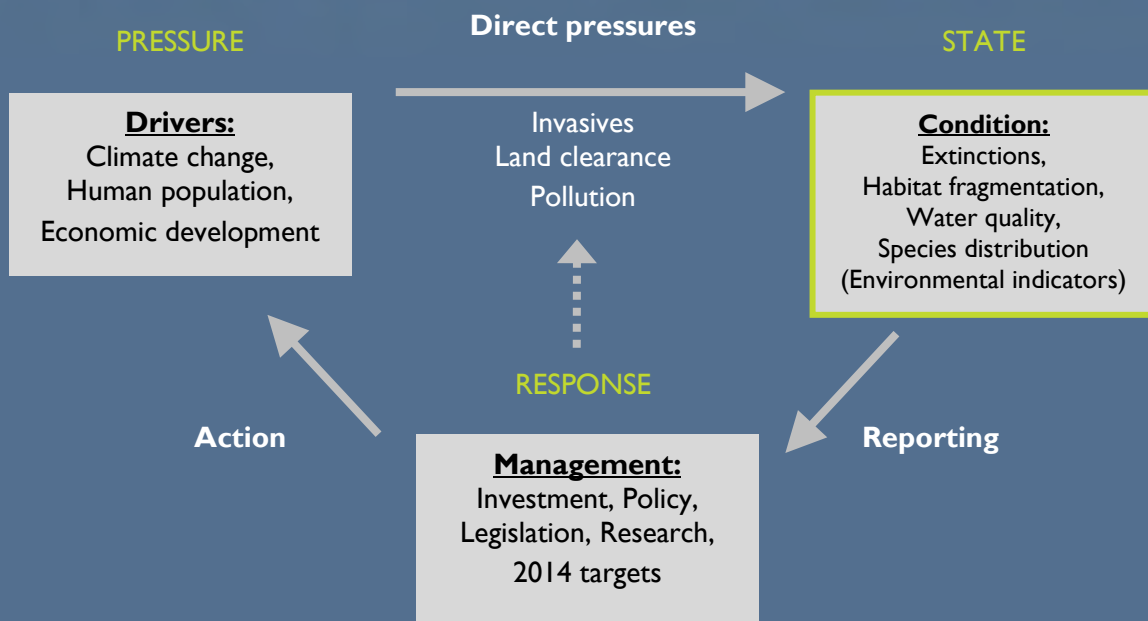 Direct pressures
PRESSURE
STATE
Drivers:
Climate change,
Human population,
Economic development
Invasives
Land clearance
Pollution
Condition:
Extinctions,
Habitat fragmentation,
Water quality,
Species distribution
(Environmental indicators)
RESPONSE
Action
Reporting
Management:
Investment, Policy,
Legislation, Research,
2014 targets